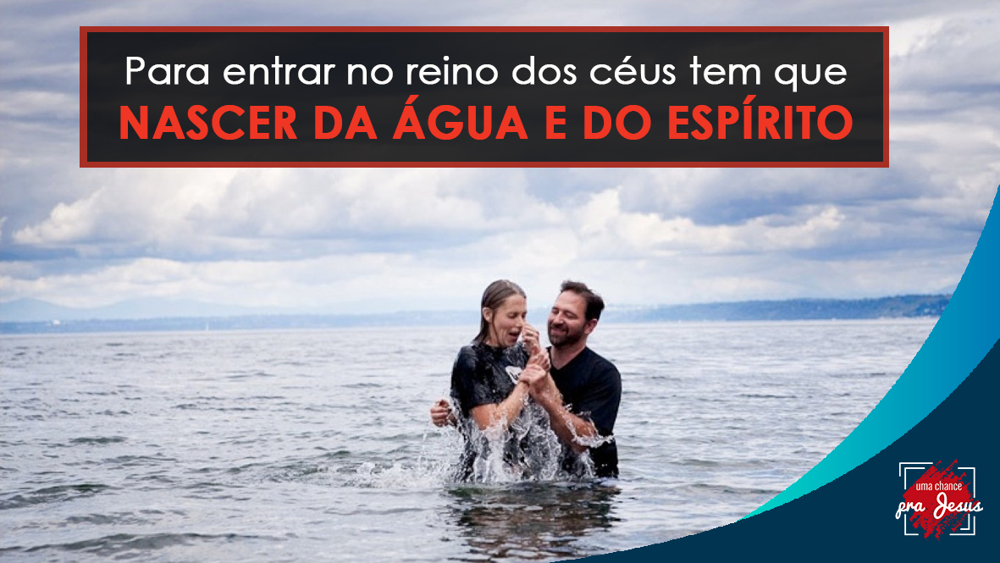 Para entrar no reino dos céus tem que
NASCER DA ÁGUA E DO ESPÍRITO
uma chance
pra Jesus